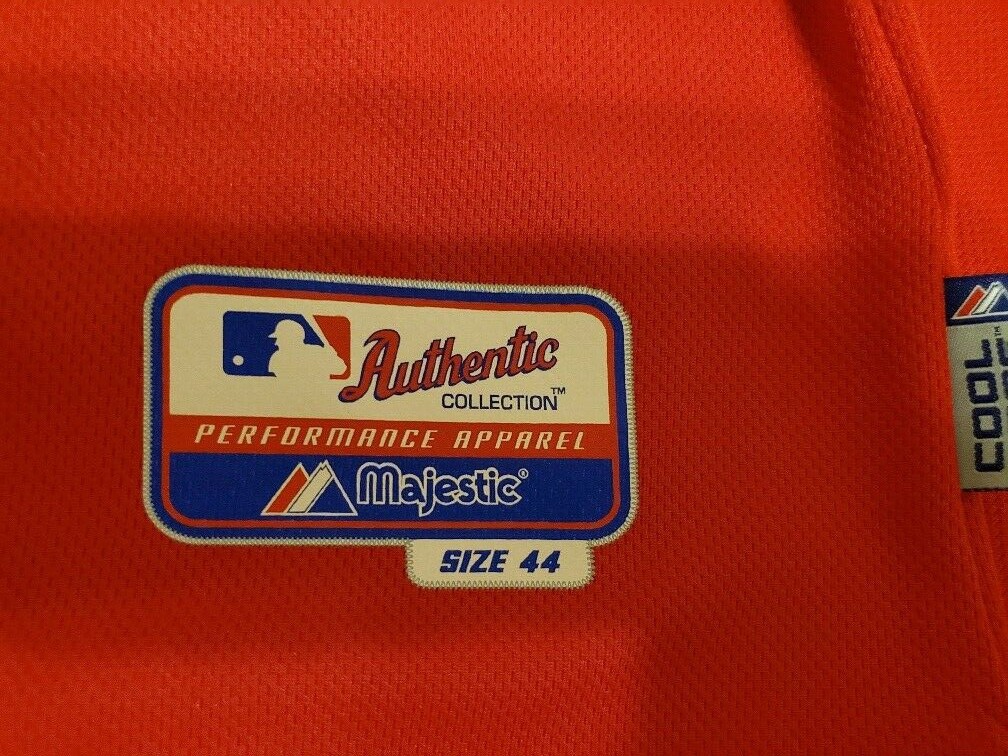 Authentic
COLLECTION™
PERFORMANCE APPAREL
Majestic®
SIZE 44
COOL